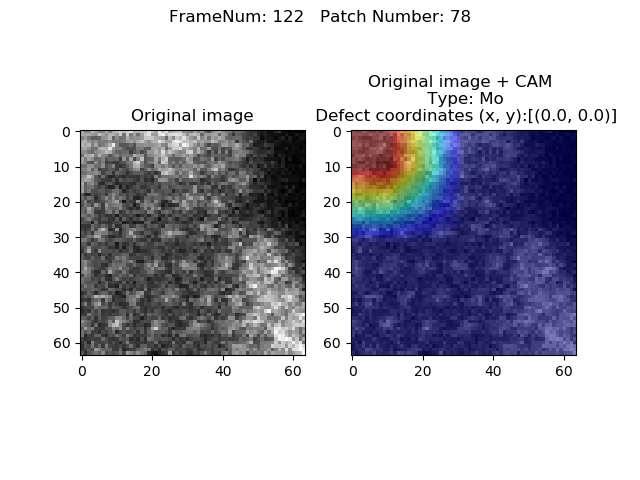 FrameNum: 122   Patch Number: 78
Original image
0
10
20
30
40
50
60
0 20 40 60
Original image + CAM
Type: Mo
Defect coordinates (x, y):[(0.0, 0.0)]
0
10
20
30
40
50
60
0 20 40 60